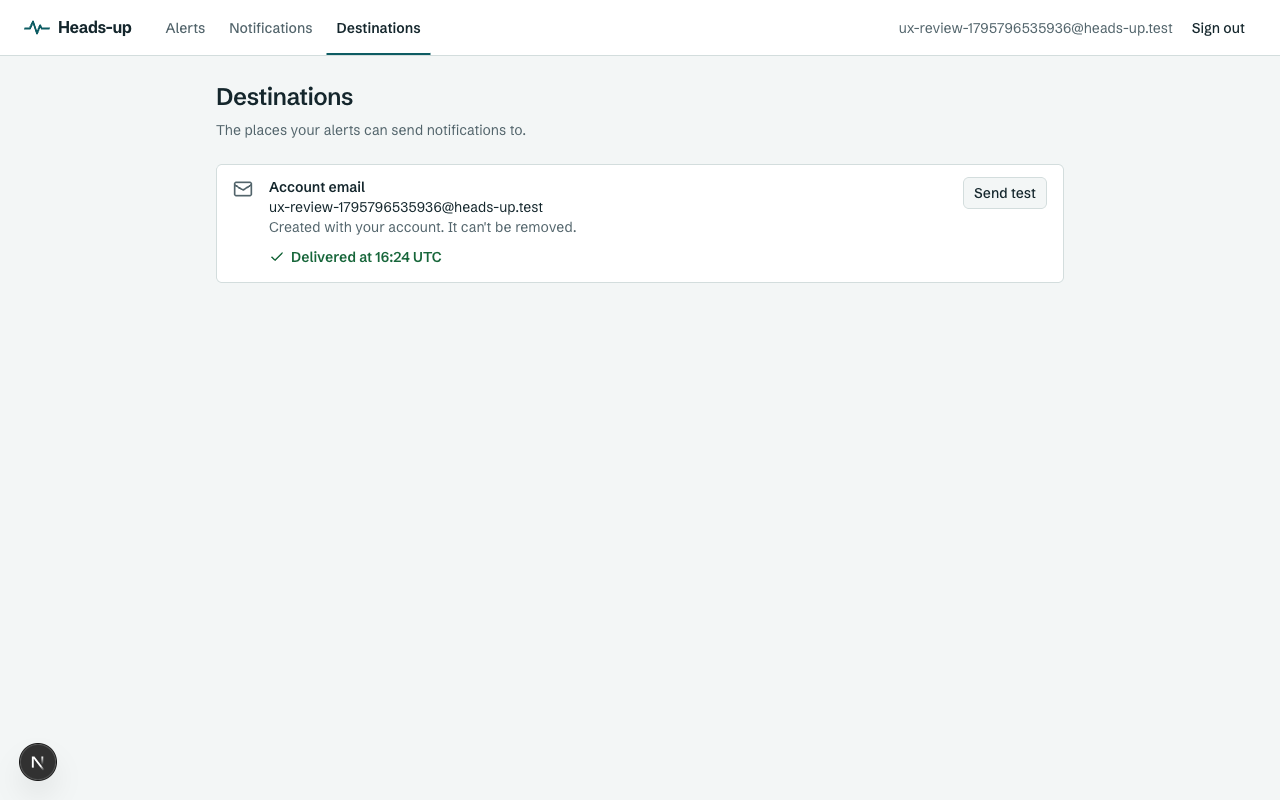 Heads-up
Alerts
Notifications
Destinations
ux-review-1795796535936@heads-up.test
Sign out
Destinations
The places your alerts can send notifications to.
Account email
ux-review-1795796535936@heads-up.test
Created with your account. It can't be removed.
Delivered at 16:24 UTC
Send test
N